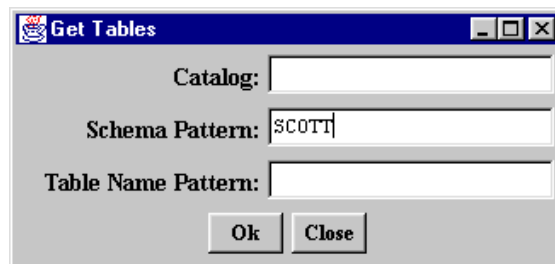 Get Tables
Catalog:
Schema Pattern: SCOTT
Table Name Pattern:
Ok Close